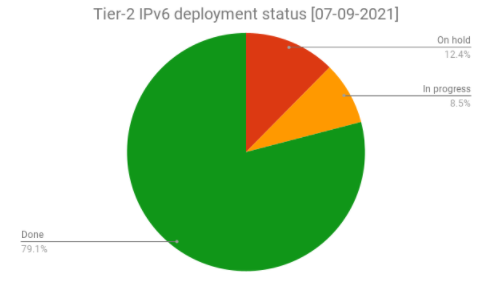 Tier-2 IPv6 deployment status [07-09-2021]
On hold
12.4%
In progress
8.5%
Done
79.1%